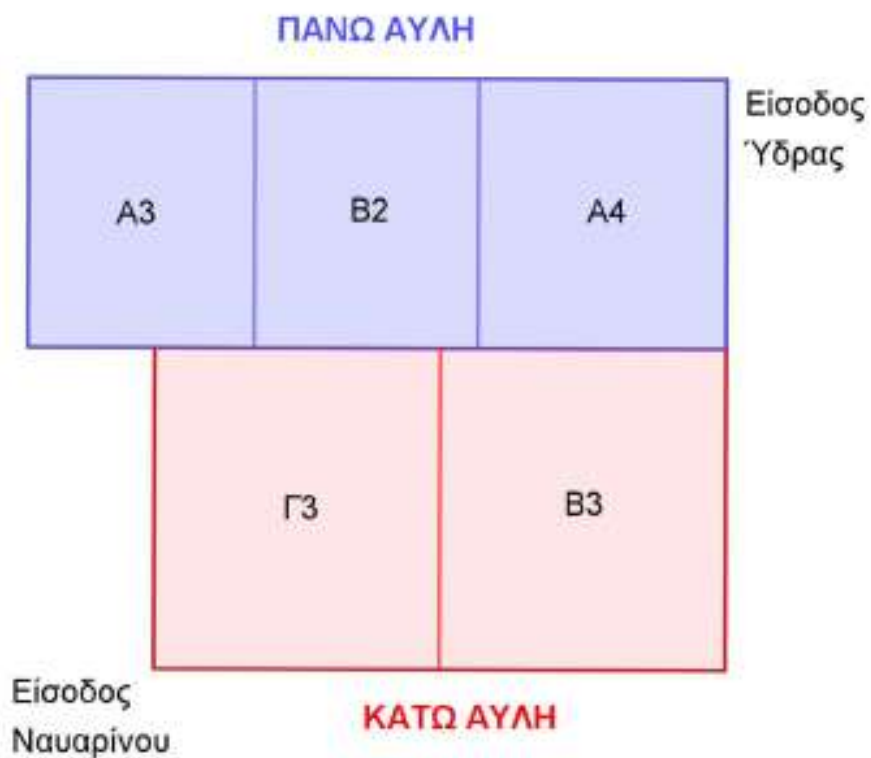 ΠΑΝΩ ΑΥΛΗ
Είσοδος
Ύδρας
Α3
Β2
Α4
Γ3
Β3
Είσοδος
Ναυαρίνου
ΚΑΤΩ ΑΥΛΗ